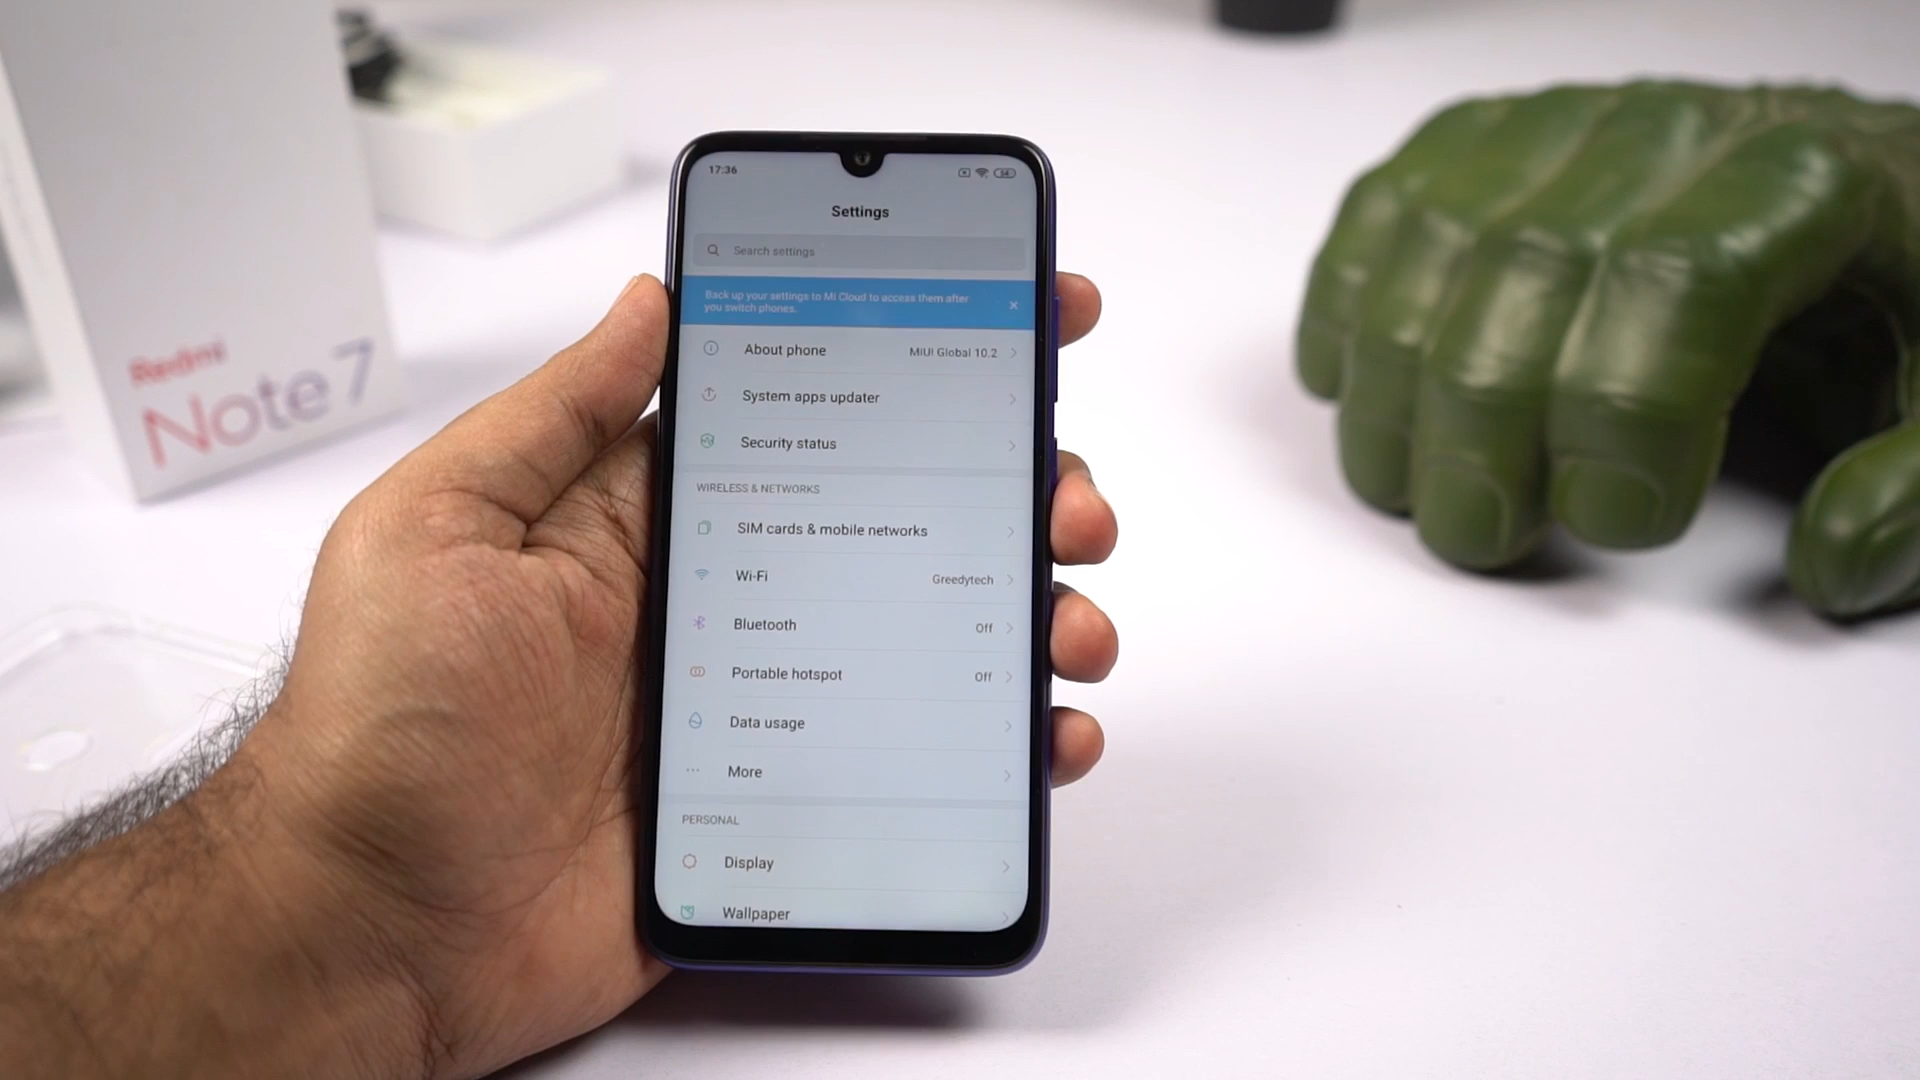 Redmi
Note 7
17:36
54
Settings
Search settings
Back up your settings to Mi Cloud to access them after
you switch phones.
About phone
MIUI Global 10.2
System apps updater
Security status
WIRELESS & NETWORKS
SIM cards & mobile networks
Wi-Fi
Greedytech
Bluetooth
Off
Portable hotspot
Off
Data usage
More
PERSONAL
Display
Wallpaper